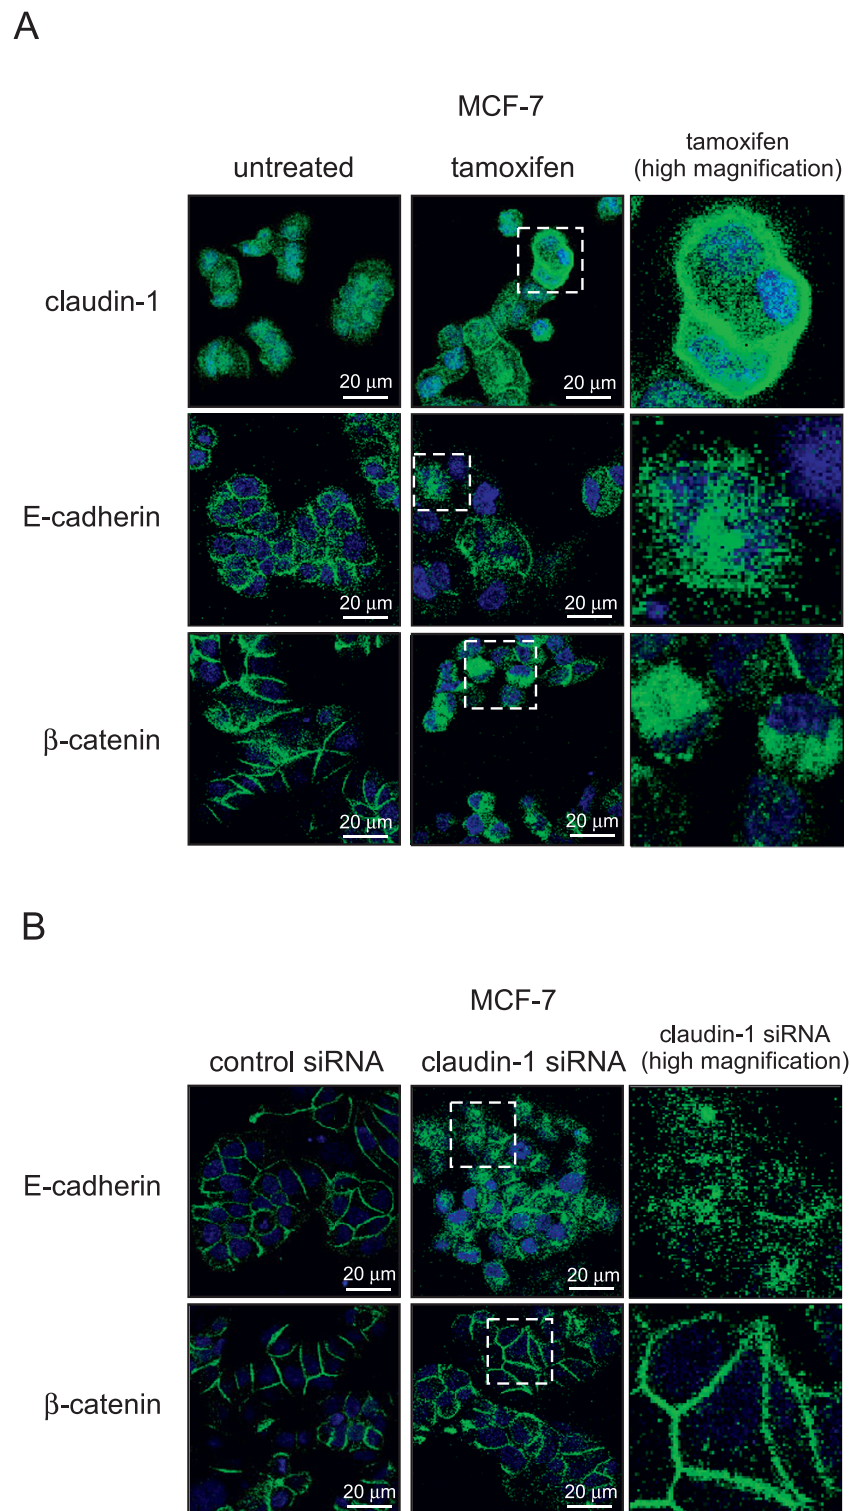 A
MCF-7
untreated
tamoxifen
tamoxifen
(high magnification)
claudin-1
20 µm
20 µm
E-cadherin
20 µm
20 µm
β-catenin
20 µm
20 µm
B
MCF-7
control siRNA
claudin-1 siRNA
claudin-1 siRNA
(high magnification)
E-cadherin
20 µm
20 µm
β-catenin
20 µm
20 µm